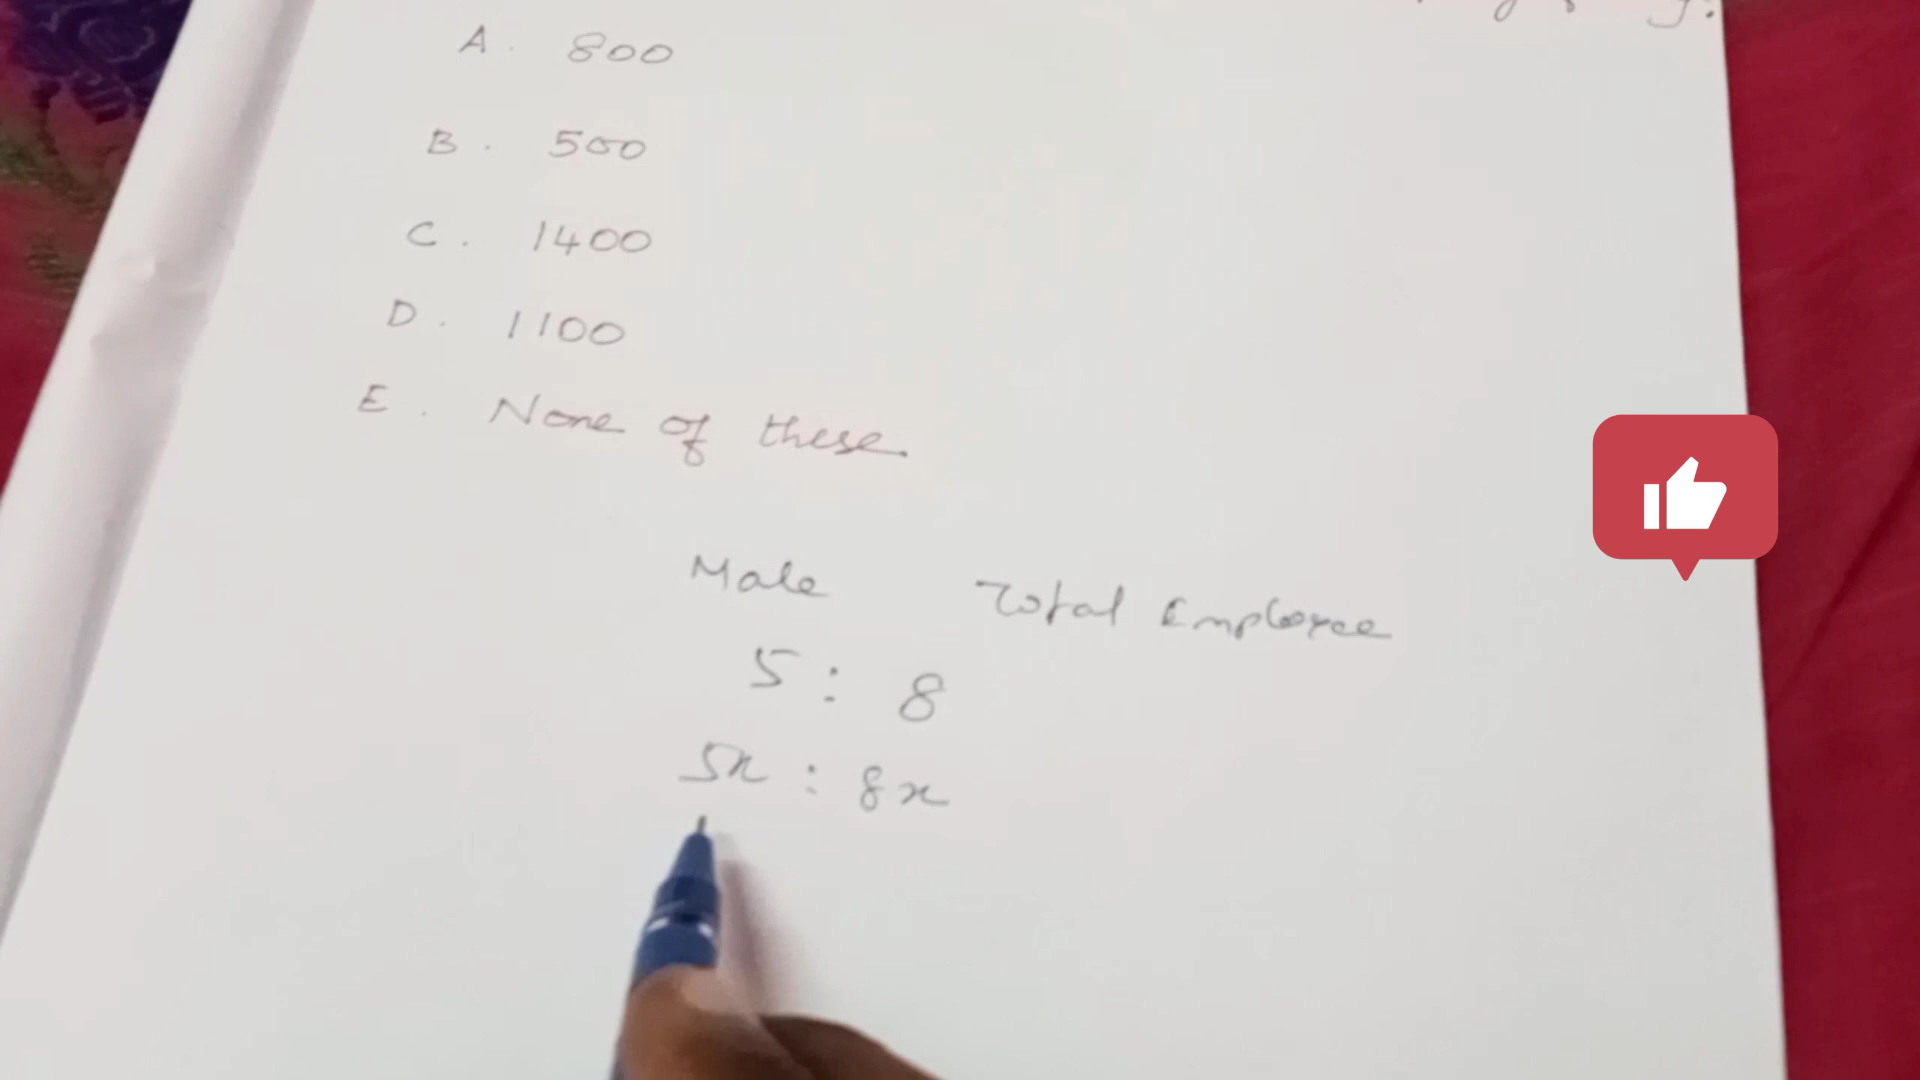 A. 800
B. 500
C. 1400
D. 1100
E. None of these.
Male Total Employee
5 : 8
5x : 8x